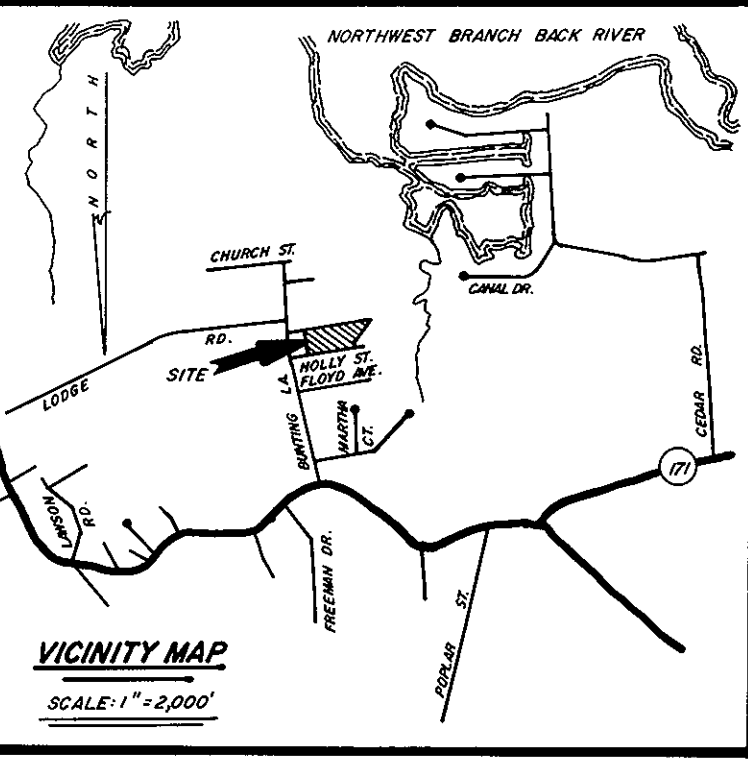 NORTHWEST BRANCH BACK RIVER
NORTH
CHURCH ST.
CANAL DR.
LODGE RD.
SITE
HOLLY ST.
FLOYD AVE.
BUNTING LA.
MARTHA CT.
CEDAR RD.
171
LAWSON RD.
FREEMAN DR.
POPLAR ST.
VICINITY MAP
SCALE: 1" = 2,000'